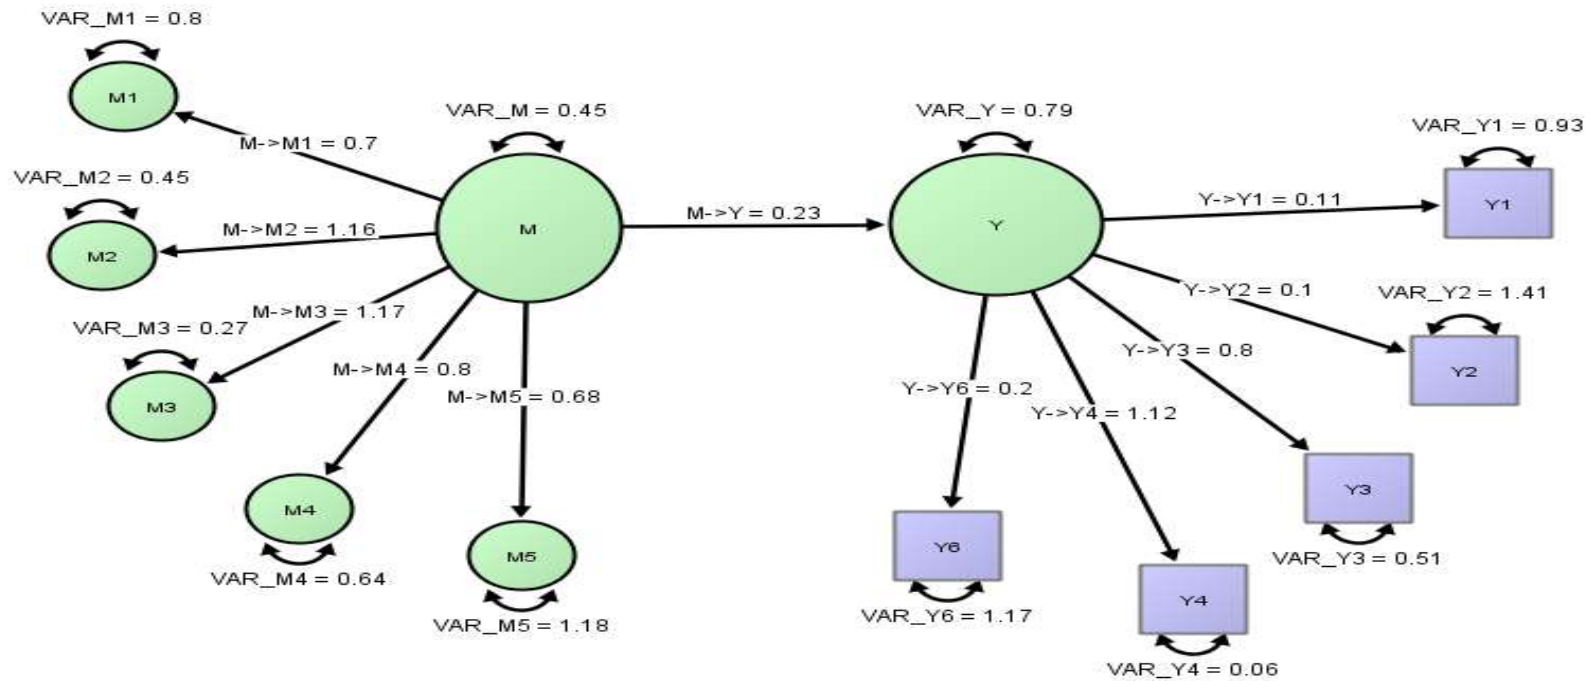 VAR_M1 = 0.8
M1
M->M1 = 0.7
VAR_M2 = 0.45
M2
M->M2 = 1.16
VAR_M3 = 0.27
M3
M->M3 = 1.17
VAR_M4 = 0.64
M4
M->M4 = 0.8
VAR_M5 = 1.18
M5
M->M5 = 0.68
VAR_M = 0.45
M
M->Y = 0.23
VAR_Y = 0.79
Y
Y->Y1 = 0.11
VAR_Y1 = 0.93
Y1
Y->Y2 = 0.1
VAR_Y2 = 1.41
Y2
Y->Y3 = 0.8
Y3
VAR_Y3 = 0.51
Y->Y4 = 1.12
Y4
VAR_Y4 = 0.06
Y->Y6 = 0.2
Y6
VAR_Y6 = 1.17